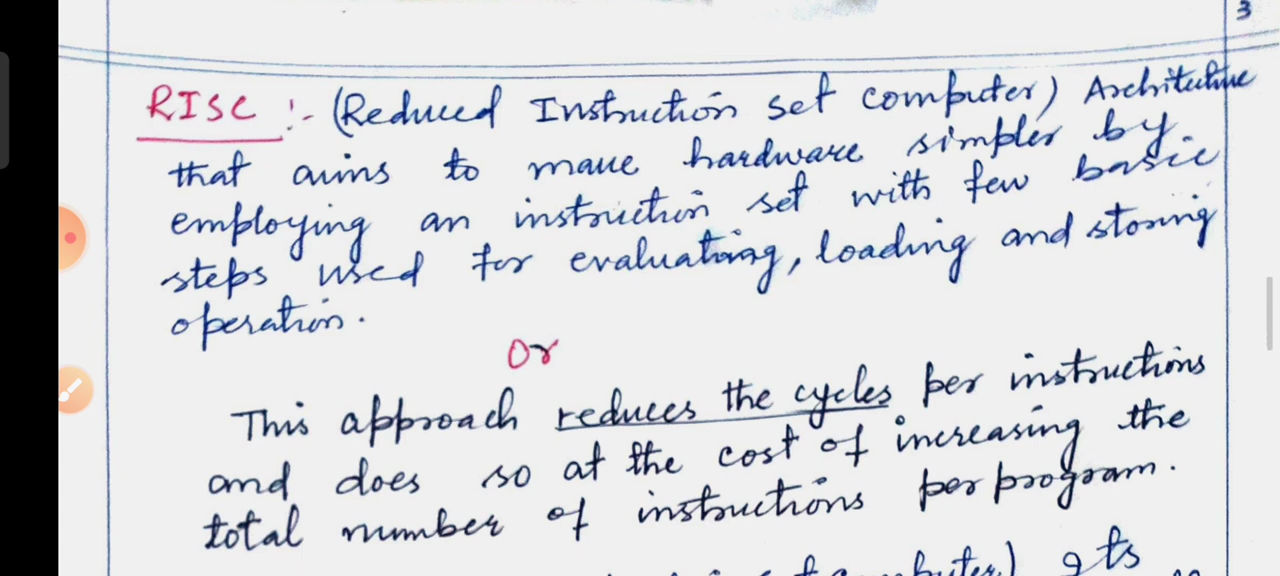 3
RISC :- (Reduced Instruction set computer) Architecture
that aims to make hardware simpler by
employing an instruction set with few basic
steps used for evaluating, loading and storing
operation.
Or
This approach reduces the cycles per instructions
and does so at the cost of increasing the
total number of instructions per program.
computer) gts